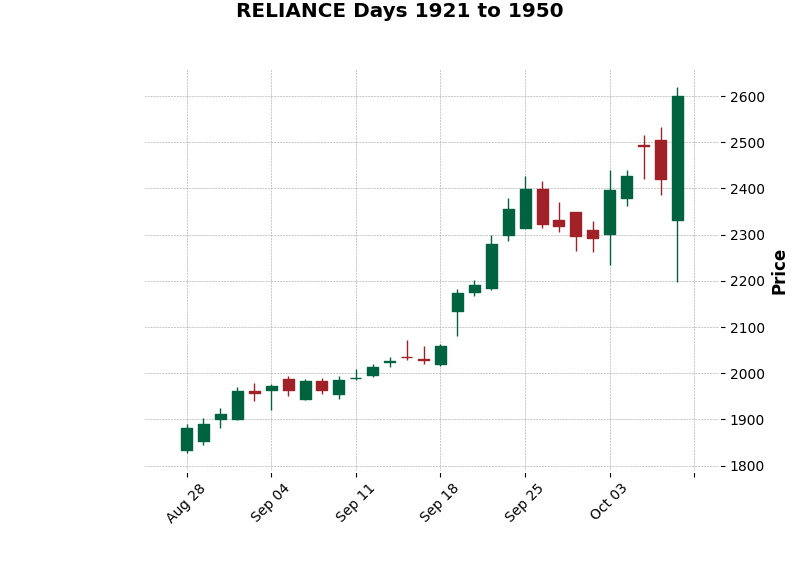 RELIANCE Days 1921 to 1950
2600
2500
2400
2300
2200
2100
2000
1900
1800
Price
Aug 28
Sep 04
Sep 11
Sep 18
Sep 25
Oct 03